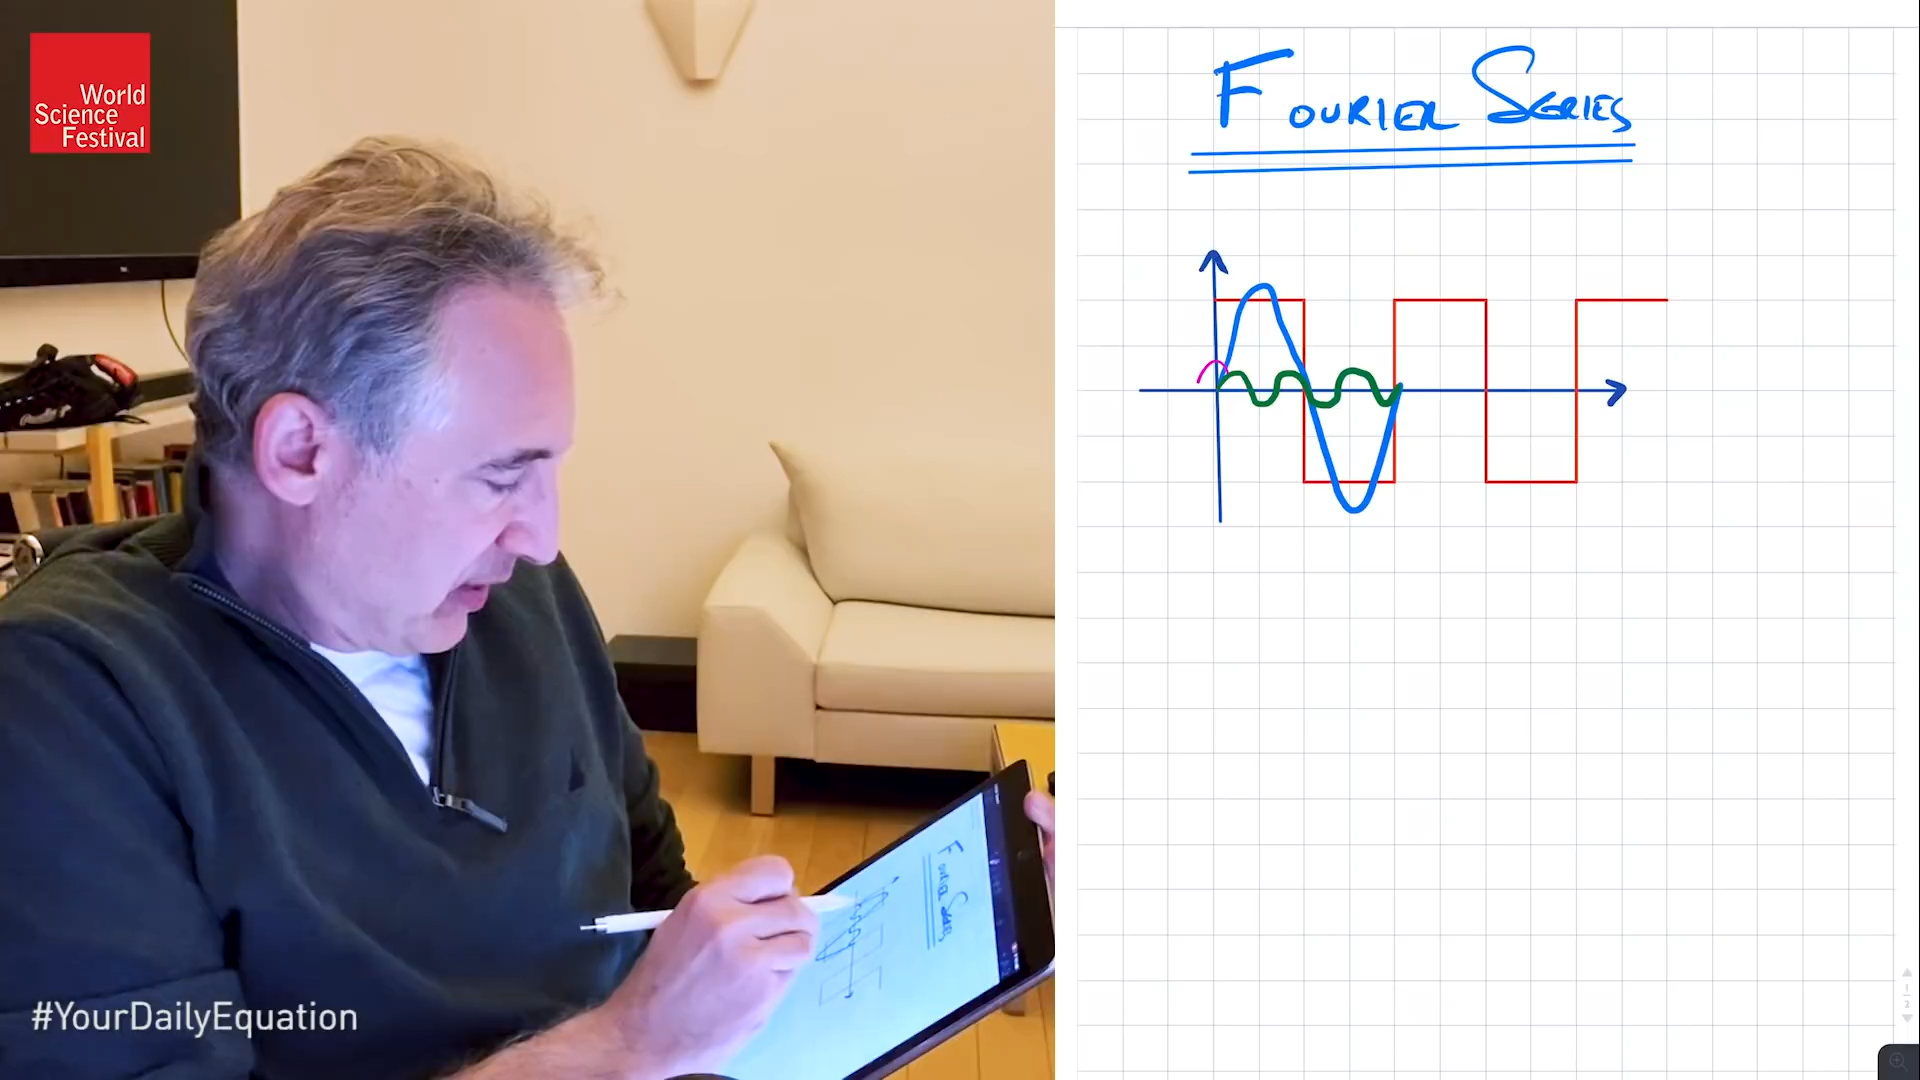 World
Science
Festival
#YourDailyEquation
FOURIER SERIES